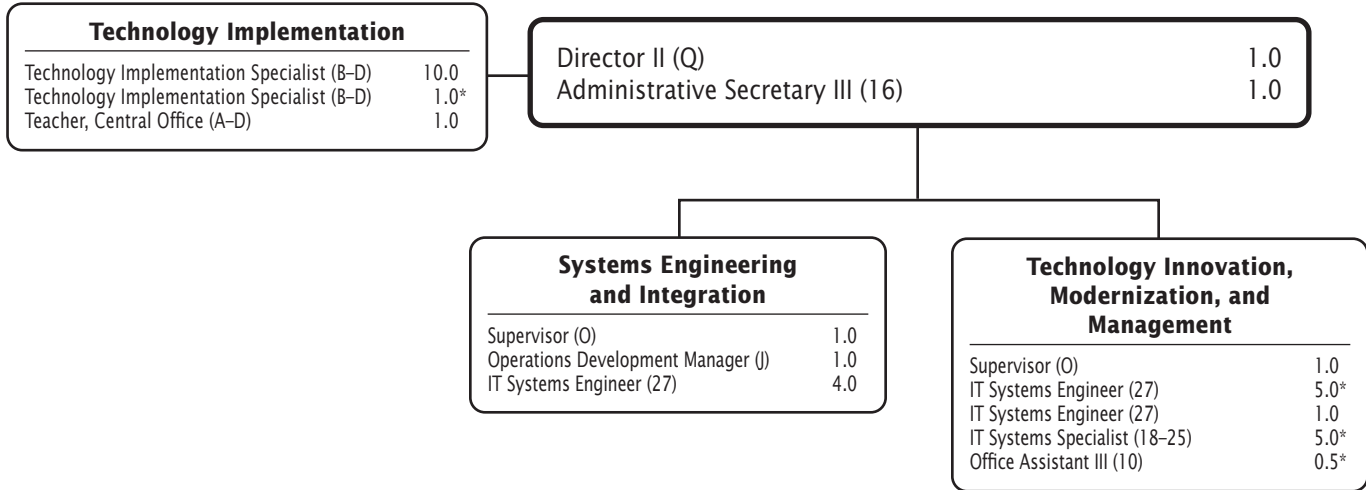 Technology Implementation
Technology Implementation Specialist (B–D) 10.0
Technology Implementation Specialist (B–D) 1.0*
Teacher, Central Office (A–D) 1.0
Director II (Q) 1.0
Administrative Secretary III (16) 1.0
Systems Engineering
and Integration
Supervisor (O) 1.0
Operations Development Manager (J) 1.0
IT Systems Engineer (27) 4.0
Technology Innovation,
Modernization, and
Management
Supervisor (O) 1.0
IT Systems Engineer (27) 5.0*
IT Systems Engineer (27) 1.0
IT Systems Specialist (18–25) 5.0*
Office Assistant III (10) 0.5*